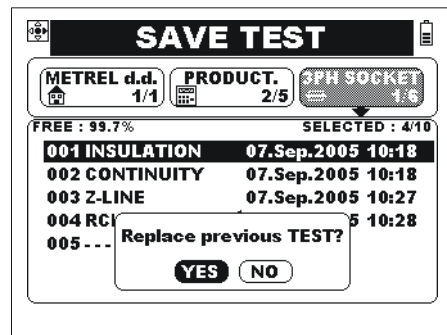 SAVE TEST
METREL d.d. PRODUCT. 3PH SOCKET
1/1 2/5 1/6
FREE : 99.7% SELECTED : 4/10
001 INSULATION 07.Sep.2005 10:18
002 CONTINUITY 07.Sep.2005 10:18
003 Z-LINE 07.Sep.2005 10:27
004 5 10:28
005 - - -
Replace previous TEST?
YES NO